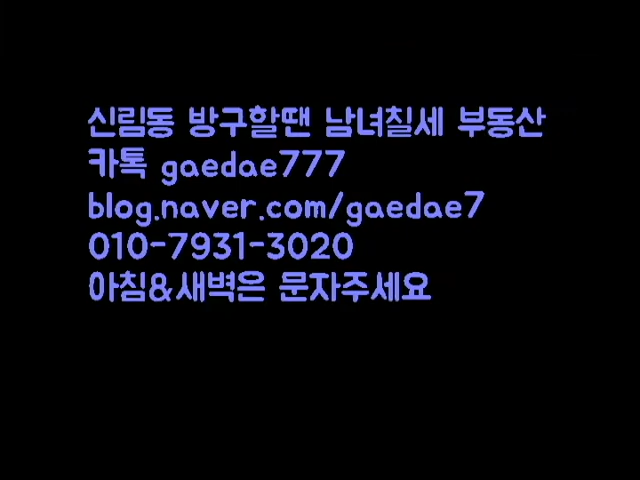 신림동 방구할땐 남녀칠세 부동산
카톡 gaedae777
blog.naver.com/gaedae7
010-7931-3020
아침&새벽은 문자주세요